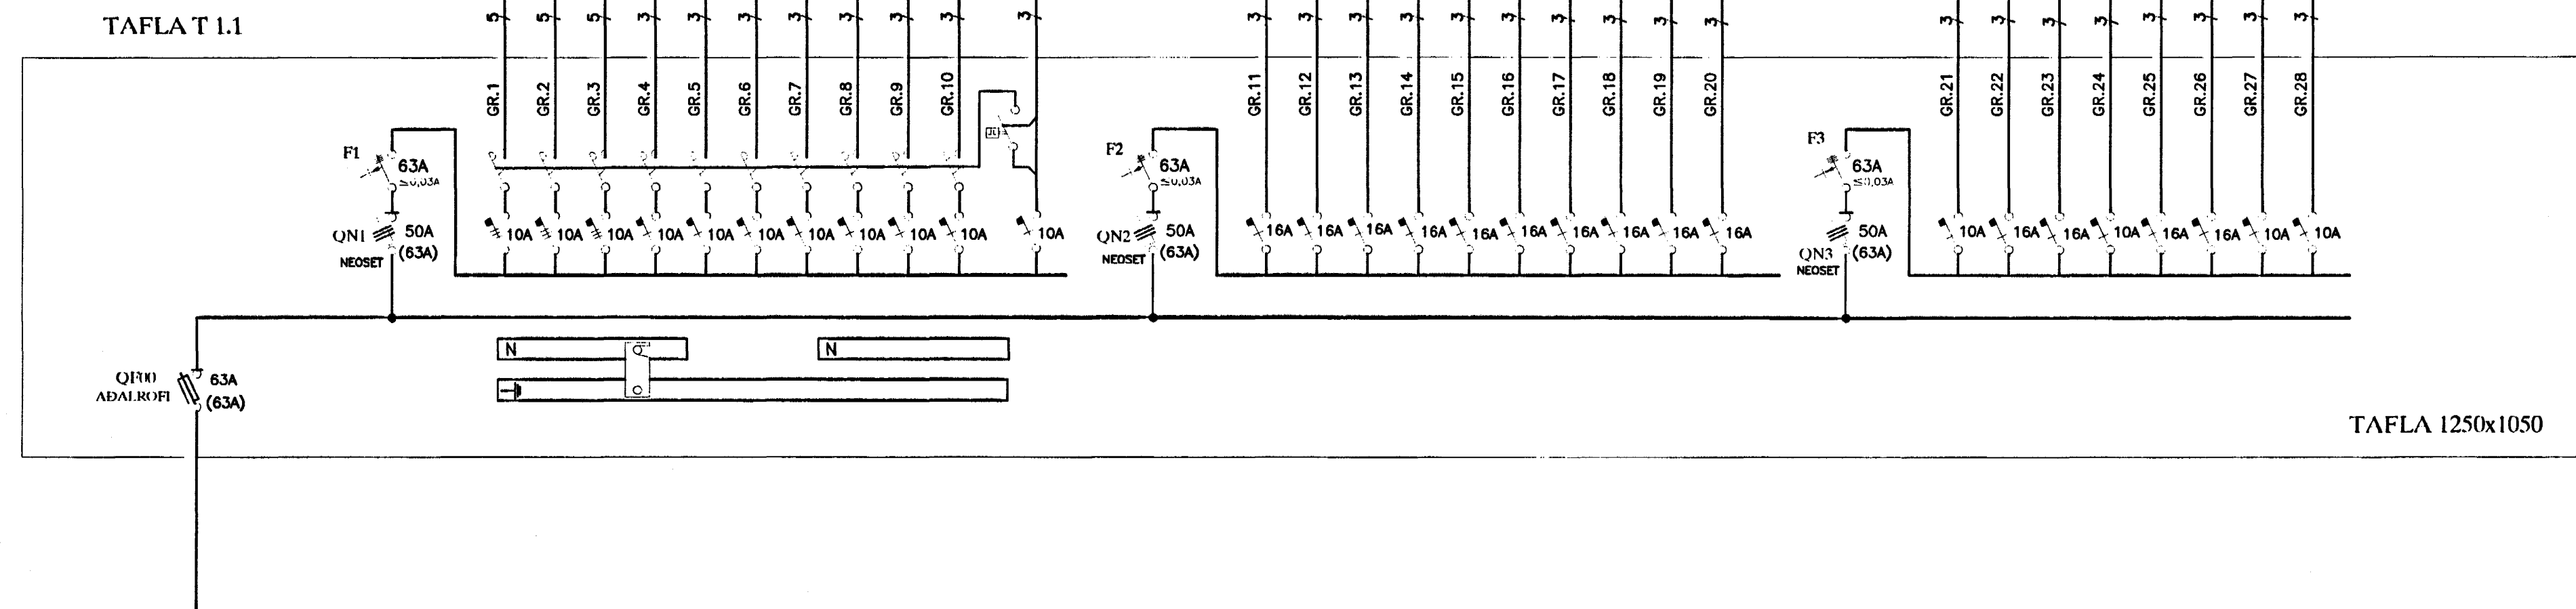 TAFLA T 1.1
5 5 5 3 3 3 3 3 3 3 3
3 3 3 3 3 3 3 3 3 3
3 3 3 3 3 3 3 3
GR.1 GR.2 GR.3 GR.4 GR.5 GR.6 GR.7 GR.8 GR.9 GR.10
GR.11 GR.12 GR.13 GR.14 GR.15 GR.16 GR.17 GR.18 GR.19 GR.20
GR.21 GR.22 GR.23 GR.24 GR.25 GR.26 GR.27 GR.28
F1 63A
≤0,03A
QN1 50A
(63A)
NEOSET
10A 10A 10A 10A 10A 10A 10A 10A 10A 10A 10A
F2 63A
≤0,03A
QN2 50A
(63A)
NEOSET
16A 16A 16A 16A 16A 16A 16A 16A 16A 16A
F3 63A
≤0,03A
QN3 50A
(63A)
NEOSET
10A 16A 16A 10A 16A 16A 10A 10A
N N
QF00 63A
AÐALROFI (63A)
TAFLA 1250x1050